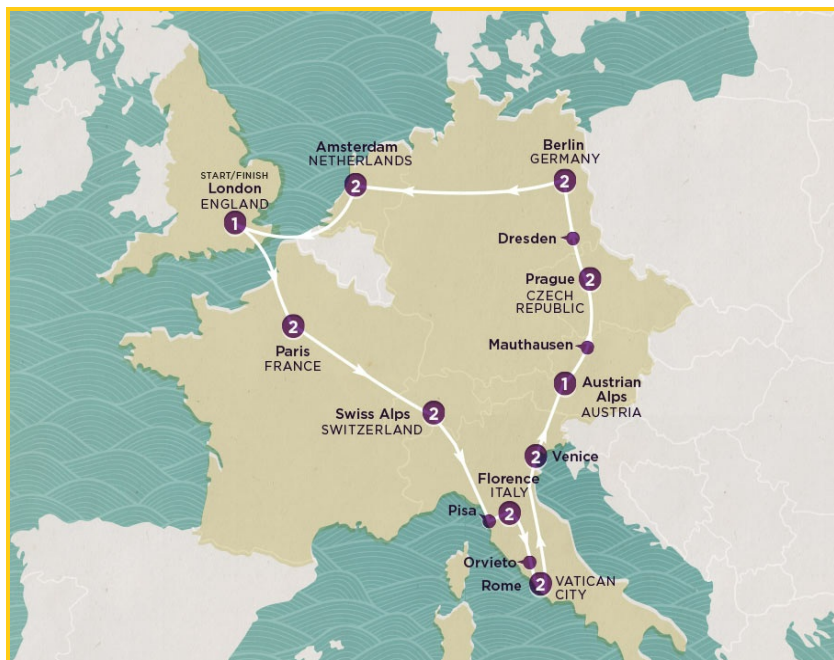 Amsterdam
NETHERLANDS
2
Berlin
GERMANY
2
START/FINISH
London
ENGLAND
1
Dresden
Prague
CZECH
REPUBLIC
2
2
Paris
FRANCE
Mauthausen
1
Austrian
Alps
AUSTRIA
Swiss Alps
SWITZERLAND
2
2
Venice
Florence
ITALY
2
Pisa
Orvieto
Rome
2
VATICAN
CITY